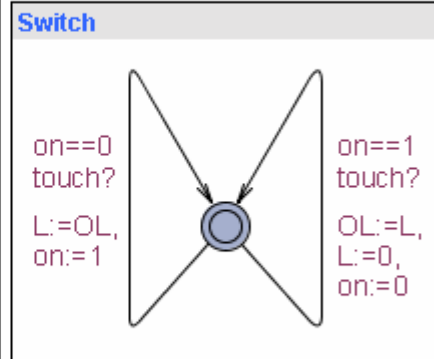 Switch
on==0
touch?
L:=OL,
on:=1
on==1
touch?
OL:=L,
L:=0,
on:=0